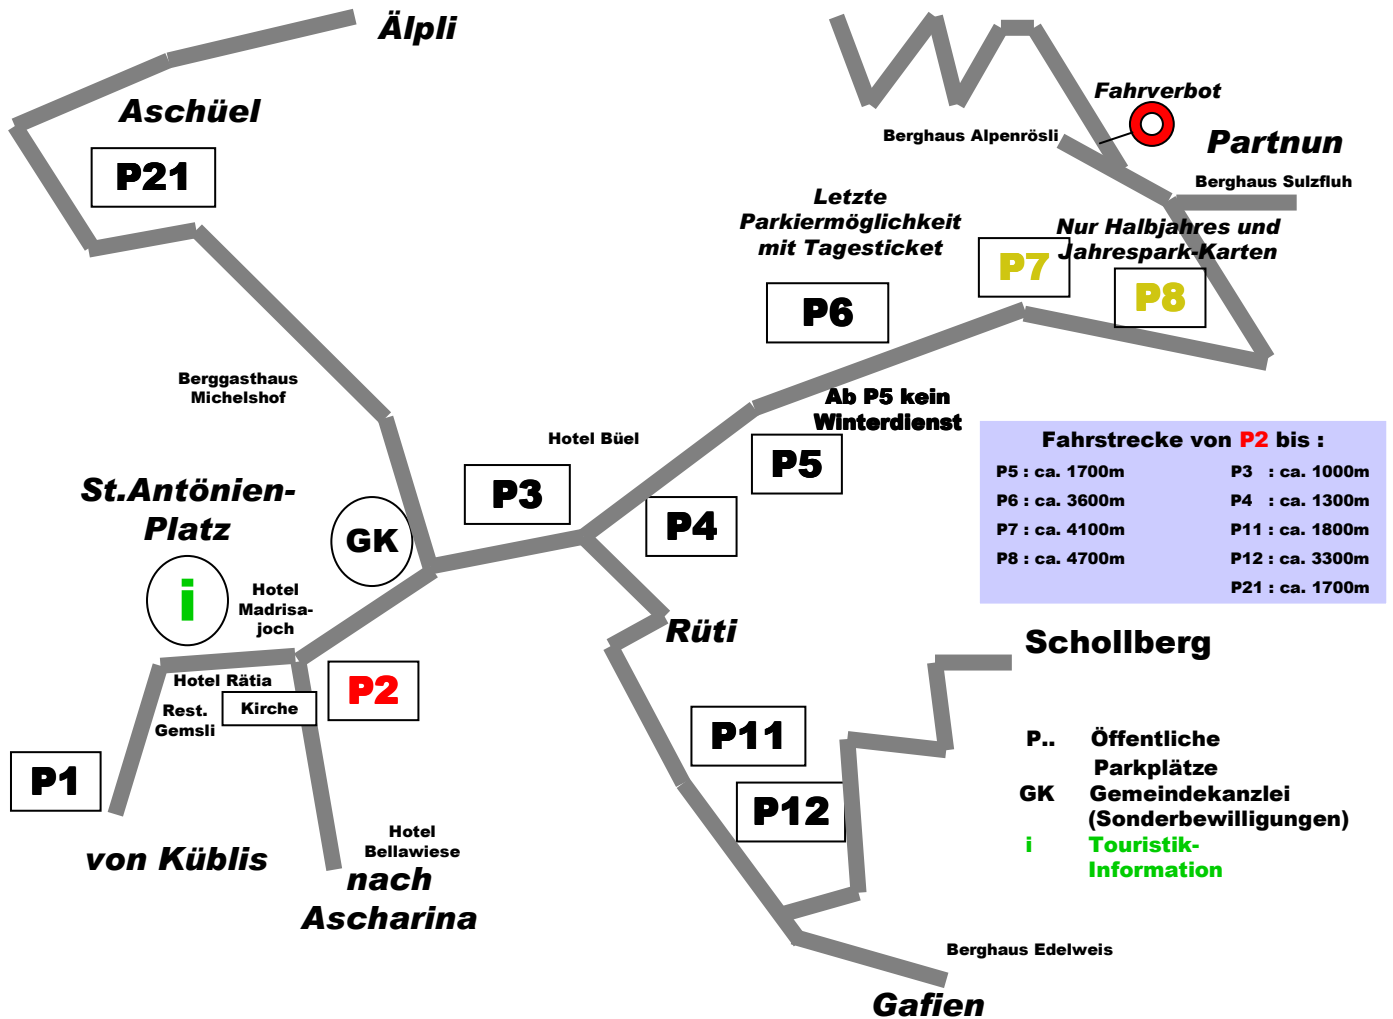 Älpli
Aschüel
P21
Fahrverbot
Berghaus Alpenrösli
Partnun
Berghaus Sulzfluh
Letzte
Parkiermöglichkeit
mit Tagesticket
Nur Halbjahres und
Jahrespark-Karten
P7
P8
P6
Berggasthaus
Michelshof
Ab P5 kein
Winterdienst
Hotel Büel
P5
P3
P4
Fahrstrecke von P2 bis :
P5 : ca. 1700m
P6 : ca. 3600m
P7 : ca. 4100m
P8 : ca. 4700m
P3 : ca. 1000m
P4 : ca. 1300m
P11 : ca. 1800m
P12 : ca. 3300m
P21 : ca. 1700m
St.Antönien-
Platz
GK
i
Hotel
Madrisa-
joch
Rüti
Schollberg
Hotel Rätia
P2
Kirche
Rest.
Gemsli
P1
P11
P12
von Küblis
Hotel
Bellawiese
nach
Ascharina
P.. Öffentliche
Parkplätze
GK Gemeindekanzlei
(Sonderbewilligungen)
i Touristik-
Information
Berghaus Edelweis
Gafien